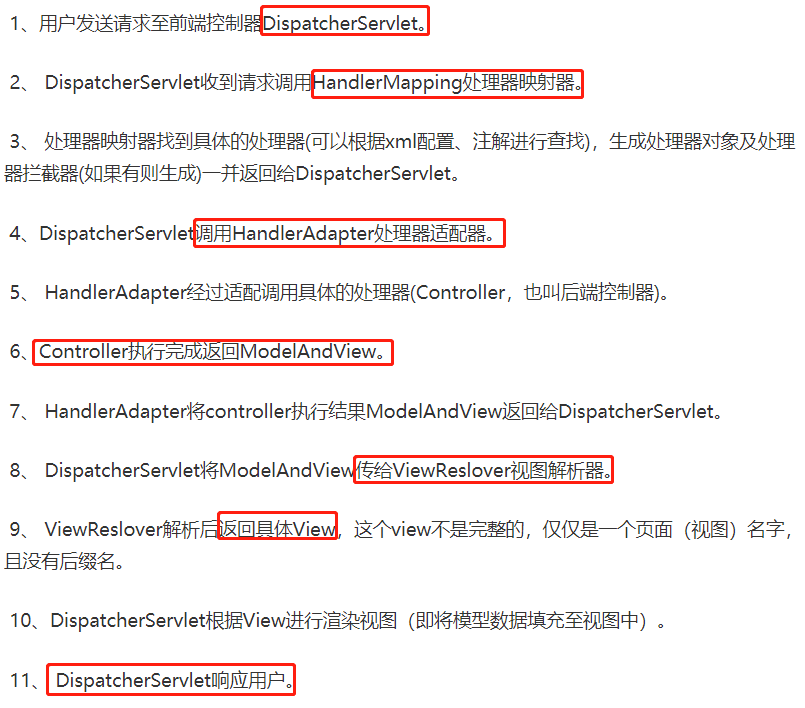 1、用户发送请求至前端控制器DispatcherServlet。
2、 DispatcherServlet收到请求调用HandlerMapping处理器映射器。
3、 处理器映射器找到具体的处理器(可以根据xml配置、注解进行查找)，生成处理器对象及处理
器拦截器(如果有则生成)一并返回给DispatcherServlet。
4、DispatcherServlet调用HandlerAdapter处理器适配器。
5、 HandlerAdapter经过适配调用具体的处理器(Controller，也叫后端控制器)。
6、Controller执行完成返回ModelAndView。
7、 HandlerAdapter将controller执行结果ModelAndView返回给DispatcherServlet。
8、 DispatcherServlet将ModelAndView传给ViewReslover视图解析器。
9、 ViewReslover解析后返回具体View，这个view不是完整的，仅仅是一个页面（视图）名字，
且没有后缀名。
10、DispatcherServlet根据View进行渲染视图（即将模型数据填充至视图中）。
11、 DispatcherServlet响应用户。